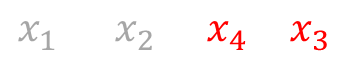 x₁ x₂ x₄ x₃